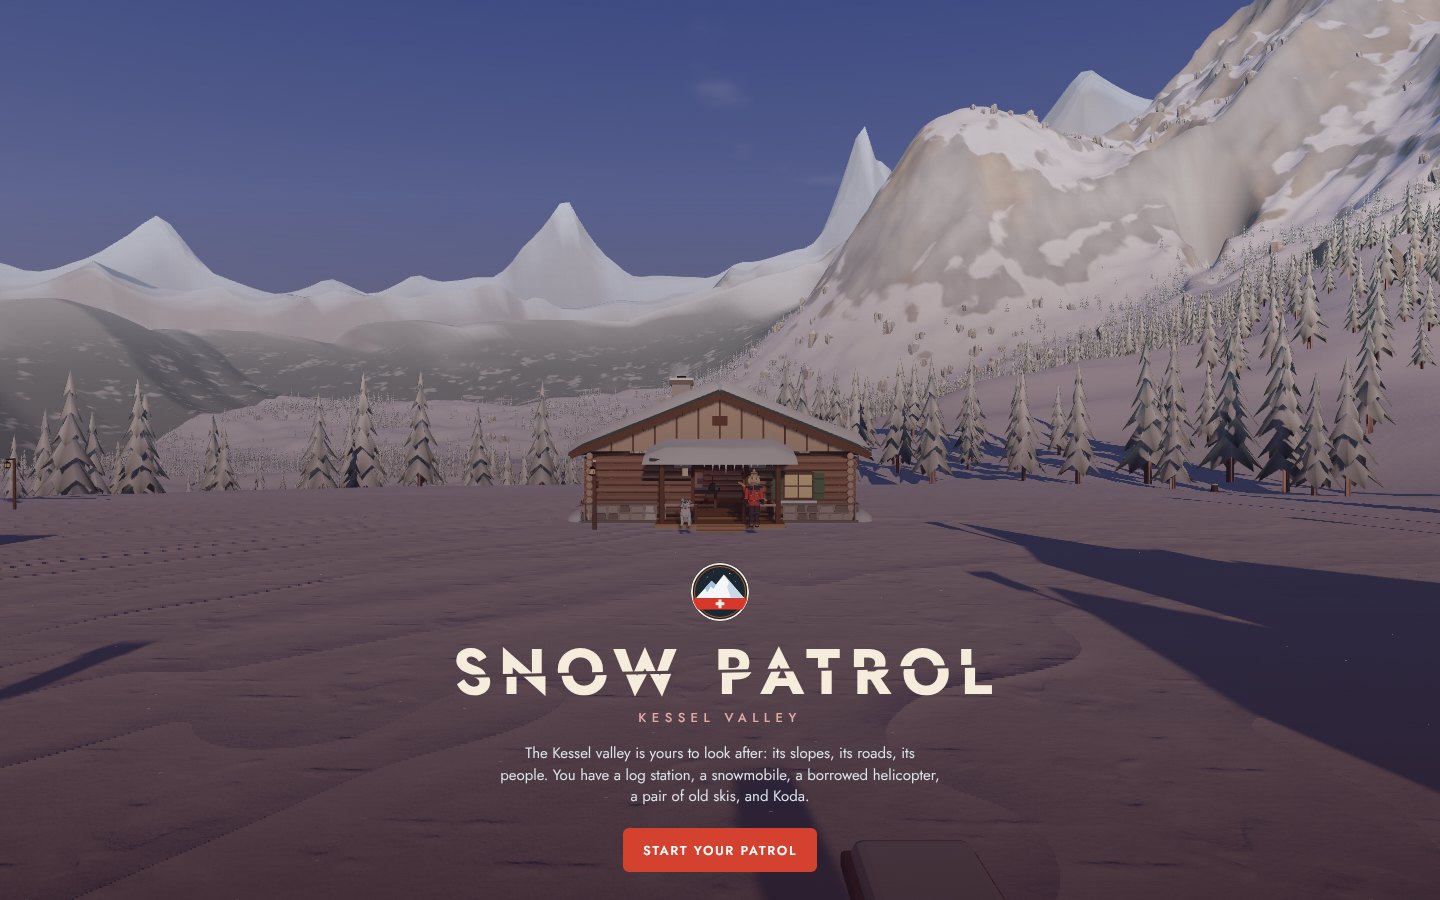 SNOW PATROL
KESSEL VALLEY
The Kessel valley is yours to look after: its slopes, its roads, its
people. You have a log station, a snowmobile, a borrowed helicopter,
a pair of old skis, and Koda.
START YOUR PATROL